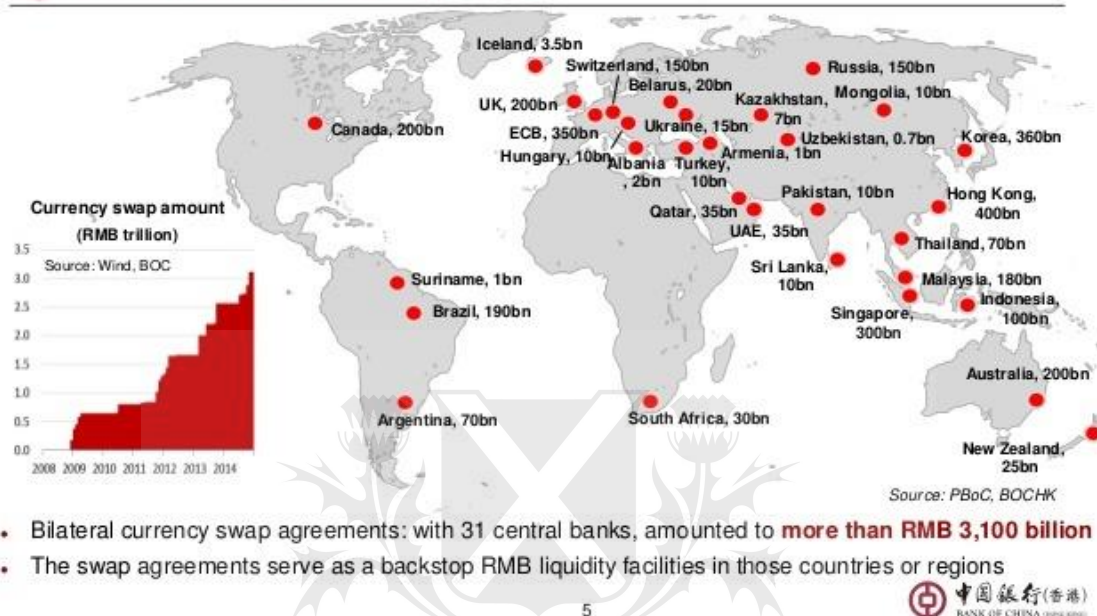 Iceland, 3.5bn
Switzerland, 150bn
Belarus, 20bn
Russia, 150bn
Mongolia, 10bn
UK, 200bn
Kazakhstan,
7bn
Canada, 200bn
ECB, 350bn
Ukraine, 15bn
Uzbekistan, 0.7bn
Korea, 360bn
Hungary, 10bn
Albania
, 2bn
Turkey,
10bn
Armenia, 1bn
Pakistan, 10bn
Hong Kong,
400bn
Qatar, 35bn
UAE, 35bn
Thailand, 70bn
Sri Lanka,
10bn
Malaysia, 180bn
Indonesia,
100bn
Singapore,
300bn
Suriname, 1bn
Brazil, 190bn
Argentina, 70bn
South Africa, 30bn
Australia, 200bn
New Zealand,
25bn
Currency swap amount
(RMB trillion)
3.5
Source: Wind, BOC
3.0
2.5
2.0
1.5
1.0
0.5
0.0
2008 2009 2010 2011 2012 2013 2014
Source: PBoC, BOCHK
• Bilateral currency swap agreements: with 31 central banks, amounted to more than RMB 3,100 billion
• The swap agreements serve as a backstop RMB liquidity facilities in those countries or regions
5
中国银行(香港)
BANK OF CHINA (HONG KONG)